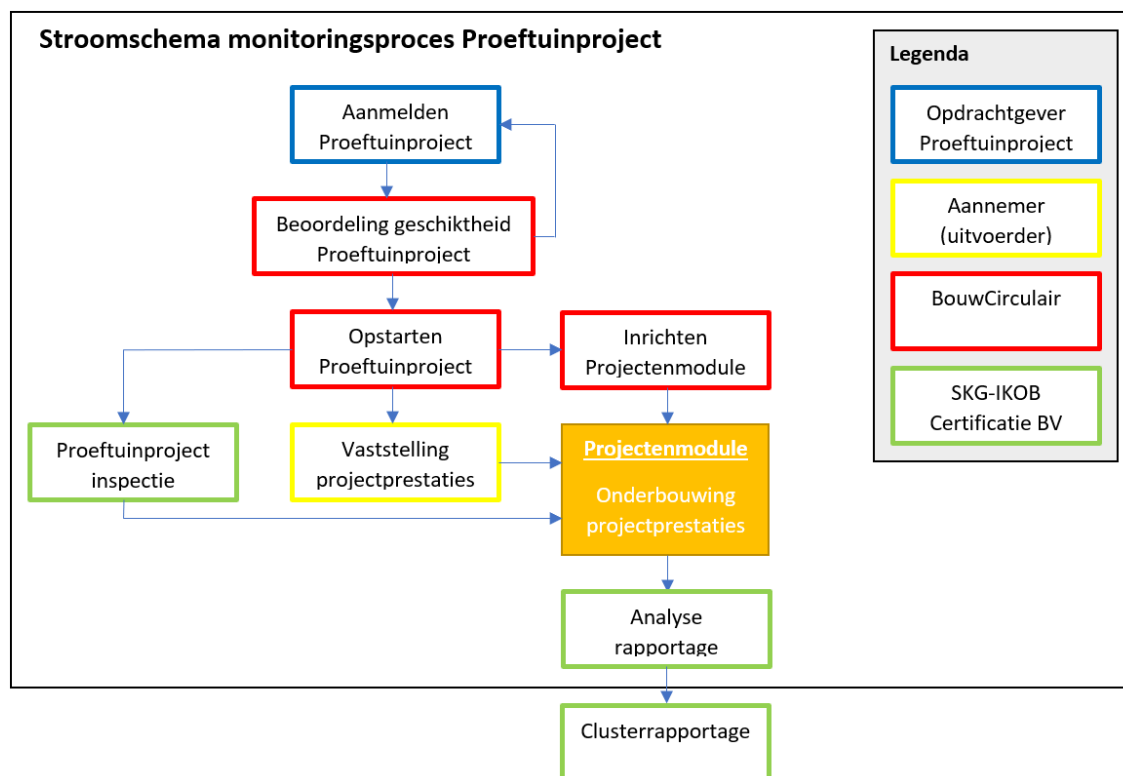 Stroomschema monitoringsproces Proeftuinproject
Aanmelden
Proeftuinproject
Beoordeling geschiktheid
Proeftuinproject
Opstarten
Proeftuinproject
Inrichten
Projectenmodule
Proeftuinproject
inspectie
Vaststelling
projectprestaties
Projectenmodule
Onderbouwing
projectprestaties
Analyse
rapportage
Clusterrapportage
Legenda
Opdrachtgever
Proeftuinproject
Aannemer
(uitvoerder)
BouwCirculair
SKG-IKOB
Certificatie BV